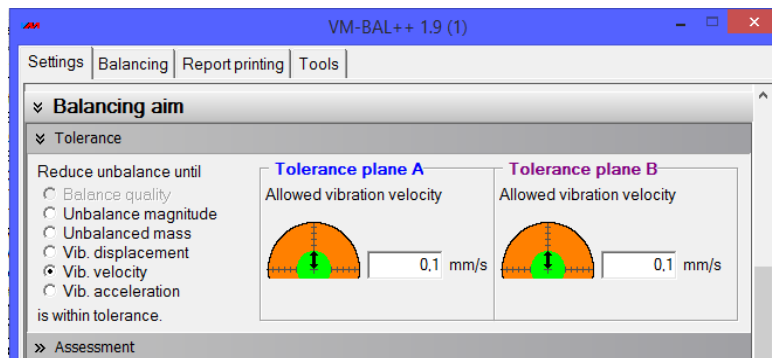 VM-BAL++ 1.9 (1)
Settings Balancing Report printing Tools
Balancing aim
Tolerance
Reduce unbalance until
Balance quality
Unbalance magnitude
Unbalanced mass
Vib. displacement
Vib. velocity
Vib. acceleration
is within tolerance.
Tolerance plane A
Allowed vibration velocity
0,1 mm/s
Tolerance plane B
Allowed vibration velocity
0,1 mm/s
Assessment